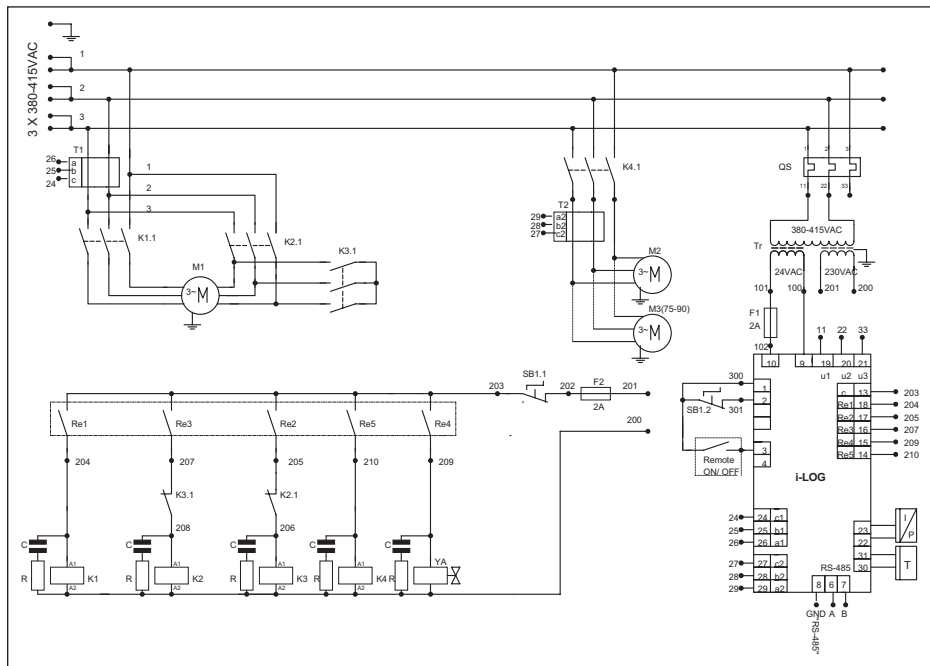 3 X 380-415VAC
1
2
3
T1
26 a
25 b
24 c
1
2
3
K1.1
K2.1
K3.1
M1
3~ M
K4.1
T2
29 a2
28 b2
27 c2
M2
3~ M
M3(75-90)
3~ M
1 2 3
QS
11 22 33
380-415VAC
Tr
24VAC 230VAC
101 100 201 200
F1
2A
102
11 22 33
10 9 19 20 21
u1 u2 u3
300
1
2
SB1.2 301
3
4
Remote
ON/ OFF
c 13 203
Re1 18 204
Re2 17 205
Re3 16 207
Re4 15 209
Re5 14 210
i-LOG
24 24 c1
25 25 b1
26 26 a1
27 27 c2
28 28 b2
29 29 a2
23
22
31
30
I/P
T
RS-485
8 6 7
GND A B
"RS-485"
SB1.1
203 202 F2 201
2A
200
Re1 Re3 Re2 Re5 Re4
204 207 205 210 209
K3.1 K2.1
208 206
C C C C C
R R R R R
A1 A1 A1 A1
A2 A2 A2 A2
K1 K2 K3 K4
YA